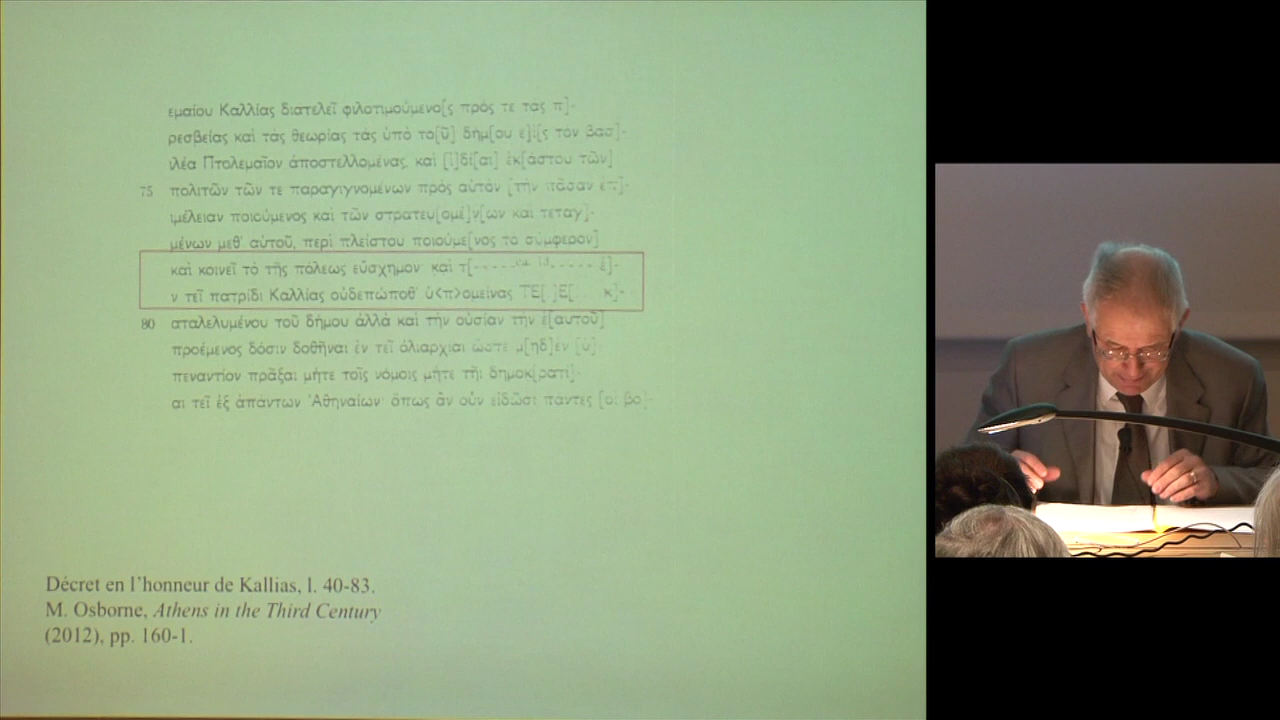 εμαίου Καλλίας διατελεῖ φιλοτιμούμενο[ς πρός τε τὰς π]-
ρεσβείας καὶ τὰς θεωρίας τὰς ὑπὸ το[ῦ] δήμ[ου ε]ἰ[ς τὸν βασ]-
ιλέα Πτολεμαῖον ἀποστελλομένας, καὶ [ἰ]δί[αι] ἑκ[άστου τῶν]
75 πολιτῶν τῶν τε παραγιγνομένων πρὸς αὐτὸν [τὴν πᾶσαν ἐπ]-
ιμέλειαν ποιούμενος καὶ τῶν στρατευ[ομέ]ν[ων καὶ τεταγ]-
μένων μεθ' αὐτοῦ, περὶ πλείστου ποιούμε[νος τὸ σύμφερον]
καὶ κοινεῖ τὸ τῆς πόλεως εὔσχημον· καὶ τ[- - - - - ca. 13 - - - - - ἐ]-
ν τεῖ πατρίδι Καλλίας οὐδεπώποθ' ὑ<π>ομείνας ΤΕ[ ]Ε[ κ]-
80 αταλελυμένου τοῦ δήμου ἀλλὰ καὶ τὴν οὐσίαν τὴν ἑ[αυτοῦ]
προέμενος δόσιν δοθῆναι ἐν τεῖ ὀλιαρχίαι ὥστε μ[ηδ]ὲν [ὑ]-
πεναντίον πρᾶξαι μήτε τοῖς νόμοις μήτε τῆι δημοκ[ρατί]-
αι τεῖ ἐξ ἁπάντων Ἀθηναίων· ὅπως ἂν οὖν εἰδῶσι πάντες [οἱ βο]-
Décret en l'honneur de Kallias, l. 40-83.
M. Osborne, Athens in the Third Century
(2012), pp. 160-1.